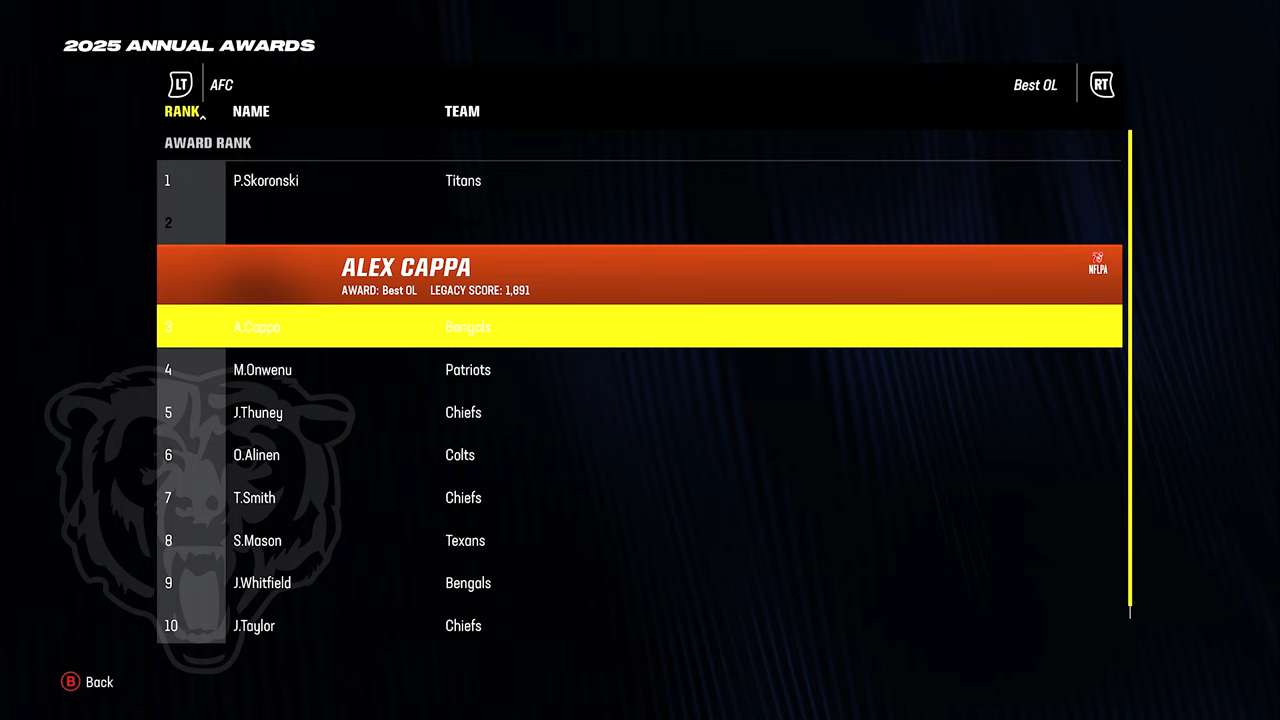 2025 ANNUAL AWARDS
LT AFC Best OL RT
RANK NAME TEAM
AWARD RANK
1 P.Skoronski Titans
2
ALEX CAPPA
NFLPA
AWARD: Best OL LEGACY SCORE: 1,891
3 A.Cappa Bengals
4 M.Onwenu Patriots
5 J.Thuney Chiefs
6 O.Alinen Colts
7 T.Smith Chiefs
8 S.Mason Texans
9 J.Whitfield Bengals
10 J.Taylor Chiefs
B Back